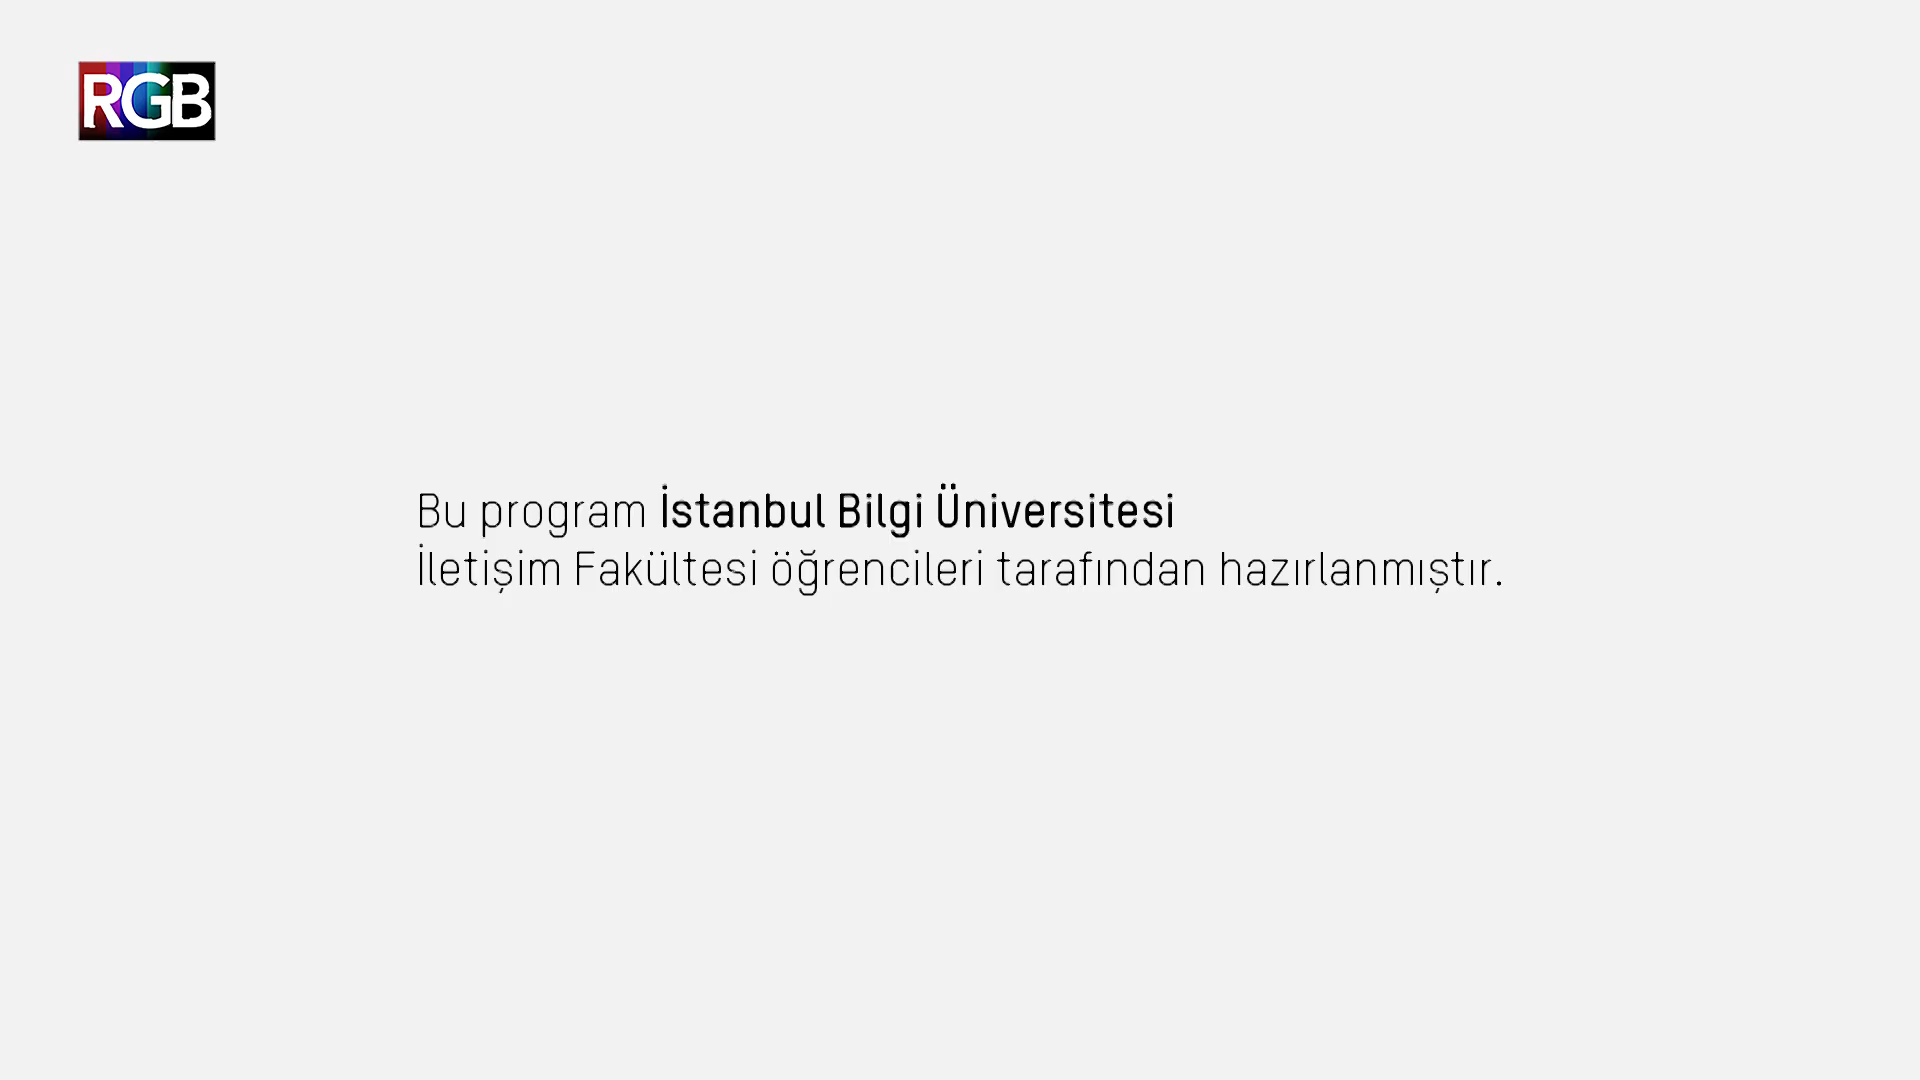 RGB
Bu program İstanbul Bilgi Üniversitesi
İletişim Fakültesi öğrencileri tarafından hazırlanmıştır.